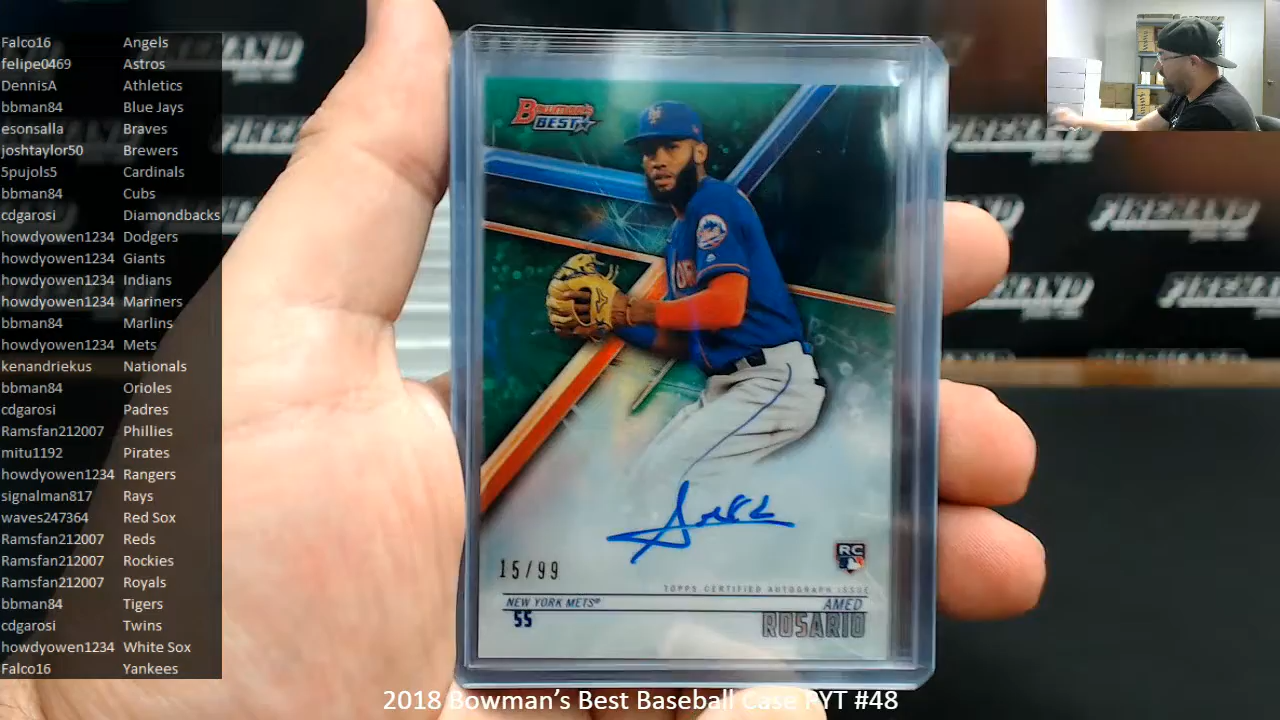 Falco16 Angels
felipe0469 Astros
DennisA Athletics
bbman84 Blue Jays
esonsalla Braves
joshtaylor50 Brewers
5pujols5 Cardinals
bbman84 Cubs
cdgarosi Diamondbacks
howdyowen1234 Dodgers
howdyowen1234 Giants
howdyowen1234 Indians
howdyowen1234 Mariners
bbman84 Marlins
howdyowen1234 Mets
kenandriekus Nationals
bbman84 Orioles
cdgarosi Padres
Ramsfan212007 Phillies
mitu1192 Pirates
howdyowen1234 Rangers
signalman817 Rays
waves247364 Red Sox
Ramsfan212007 Reds
Ramsfan212007 Rockies
Ramsfan212007 Royals
bbman84 Tigers
cdgarosi Twins
howdyowen1234 White Sox
Falco16 Yankees
BOWMAN'S
BEST
15/99
RC
TOPPS CERTIFIED AUTOGRAPH ISSUE
NEW YORK METS® AMED
SS ROSARIO
FIREHAND
FIREHAND
FIREHAND
2018 Bowman's Best Baseball Case PYT #48